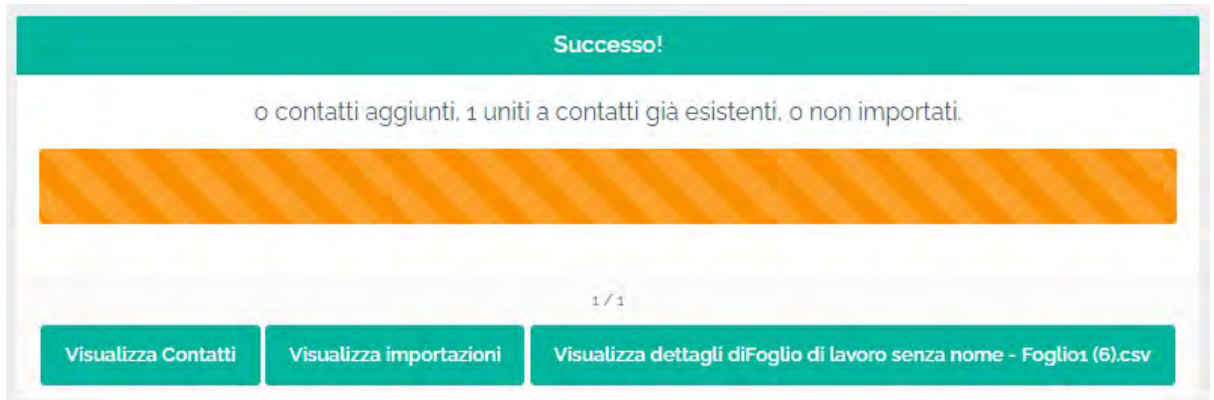 Successo!
0 contatti aggiunti, 1 uniti a contatti già esistenti, 0 non importati.
1 / 1
Visualizza Contatti
Visualizza importazioni
Visualizza dettagli diFoglio di lavoro senza nome - Foglio1 (6).csv